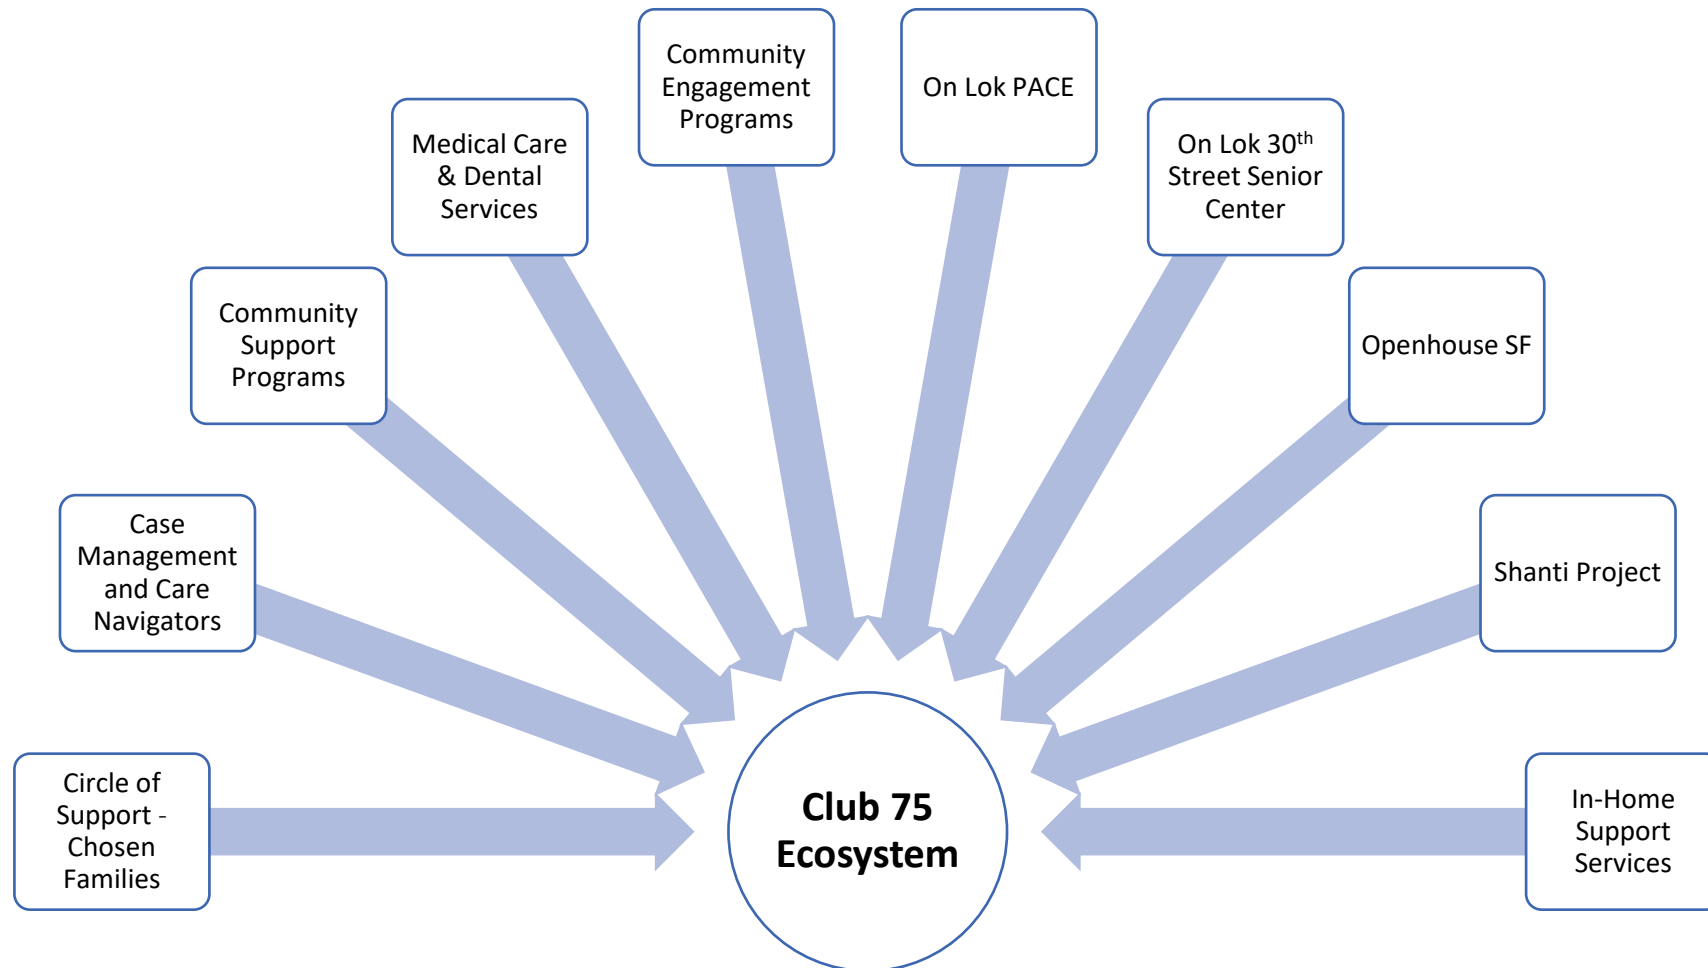 Community
Engagement
Programs
On Lok PACE
Medical Care
& Dental
Services
On Lok 30th
Street Senior
Center
Community
Support
Programs
Openhouse SF
Case
Management
and Care
Navigators
Shanti Project
Circle of
Support -
Chosen
Families
Club 75
Ecosystem
In-Home
Support
Services